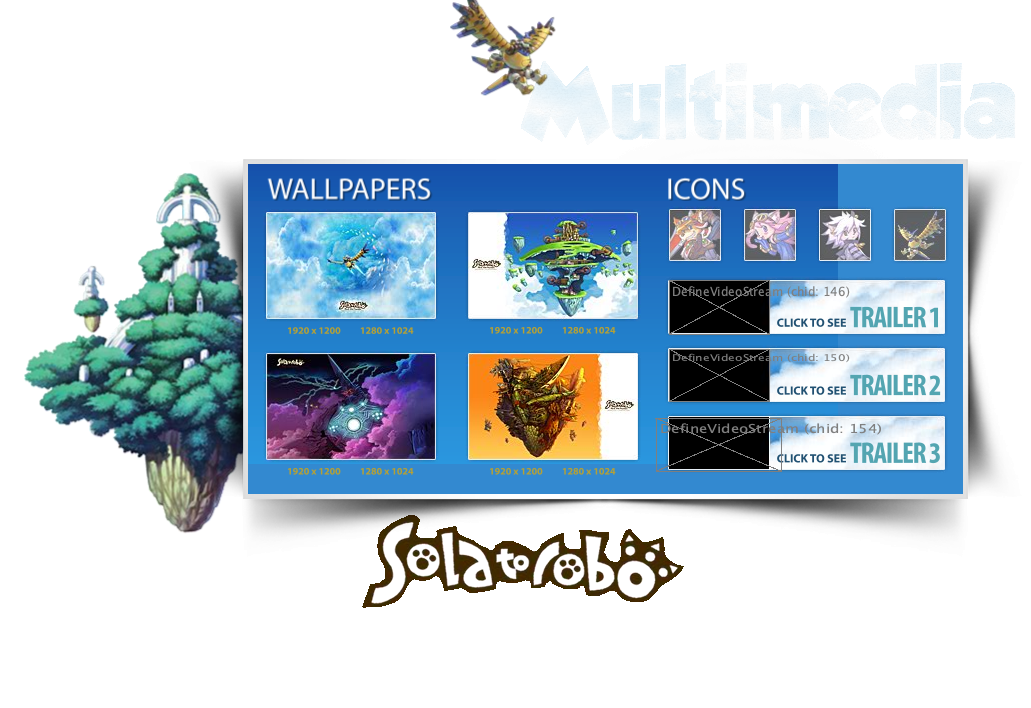 Multimedia
WALLPAPERS
1920 x 1200 1280 x 1024
1920 x 1200 1280 x 1024
1920 x 1200 1280 x 1024
1920 x 1200 1280 x 1024
ICONS
DefineVideoStream (chid: 146)
CLICK TO SEE TRAILER 1
DefineVideoStream (chid: 150)
CLICK TO SEE TRAILER 2
DefineVideoStream (chid: 154)
CLICK TO SEE TRAILER 3
Solatorobo